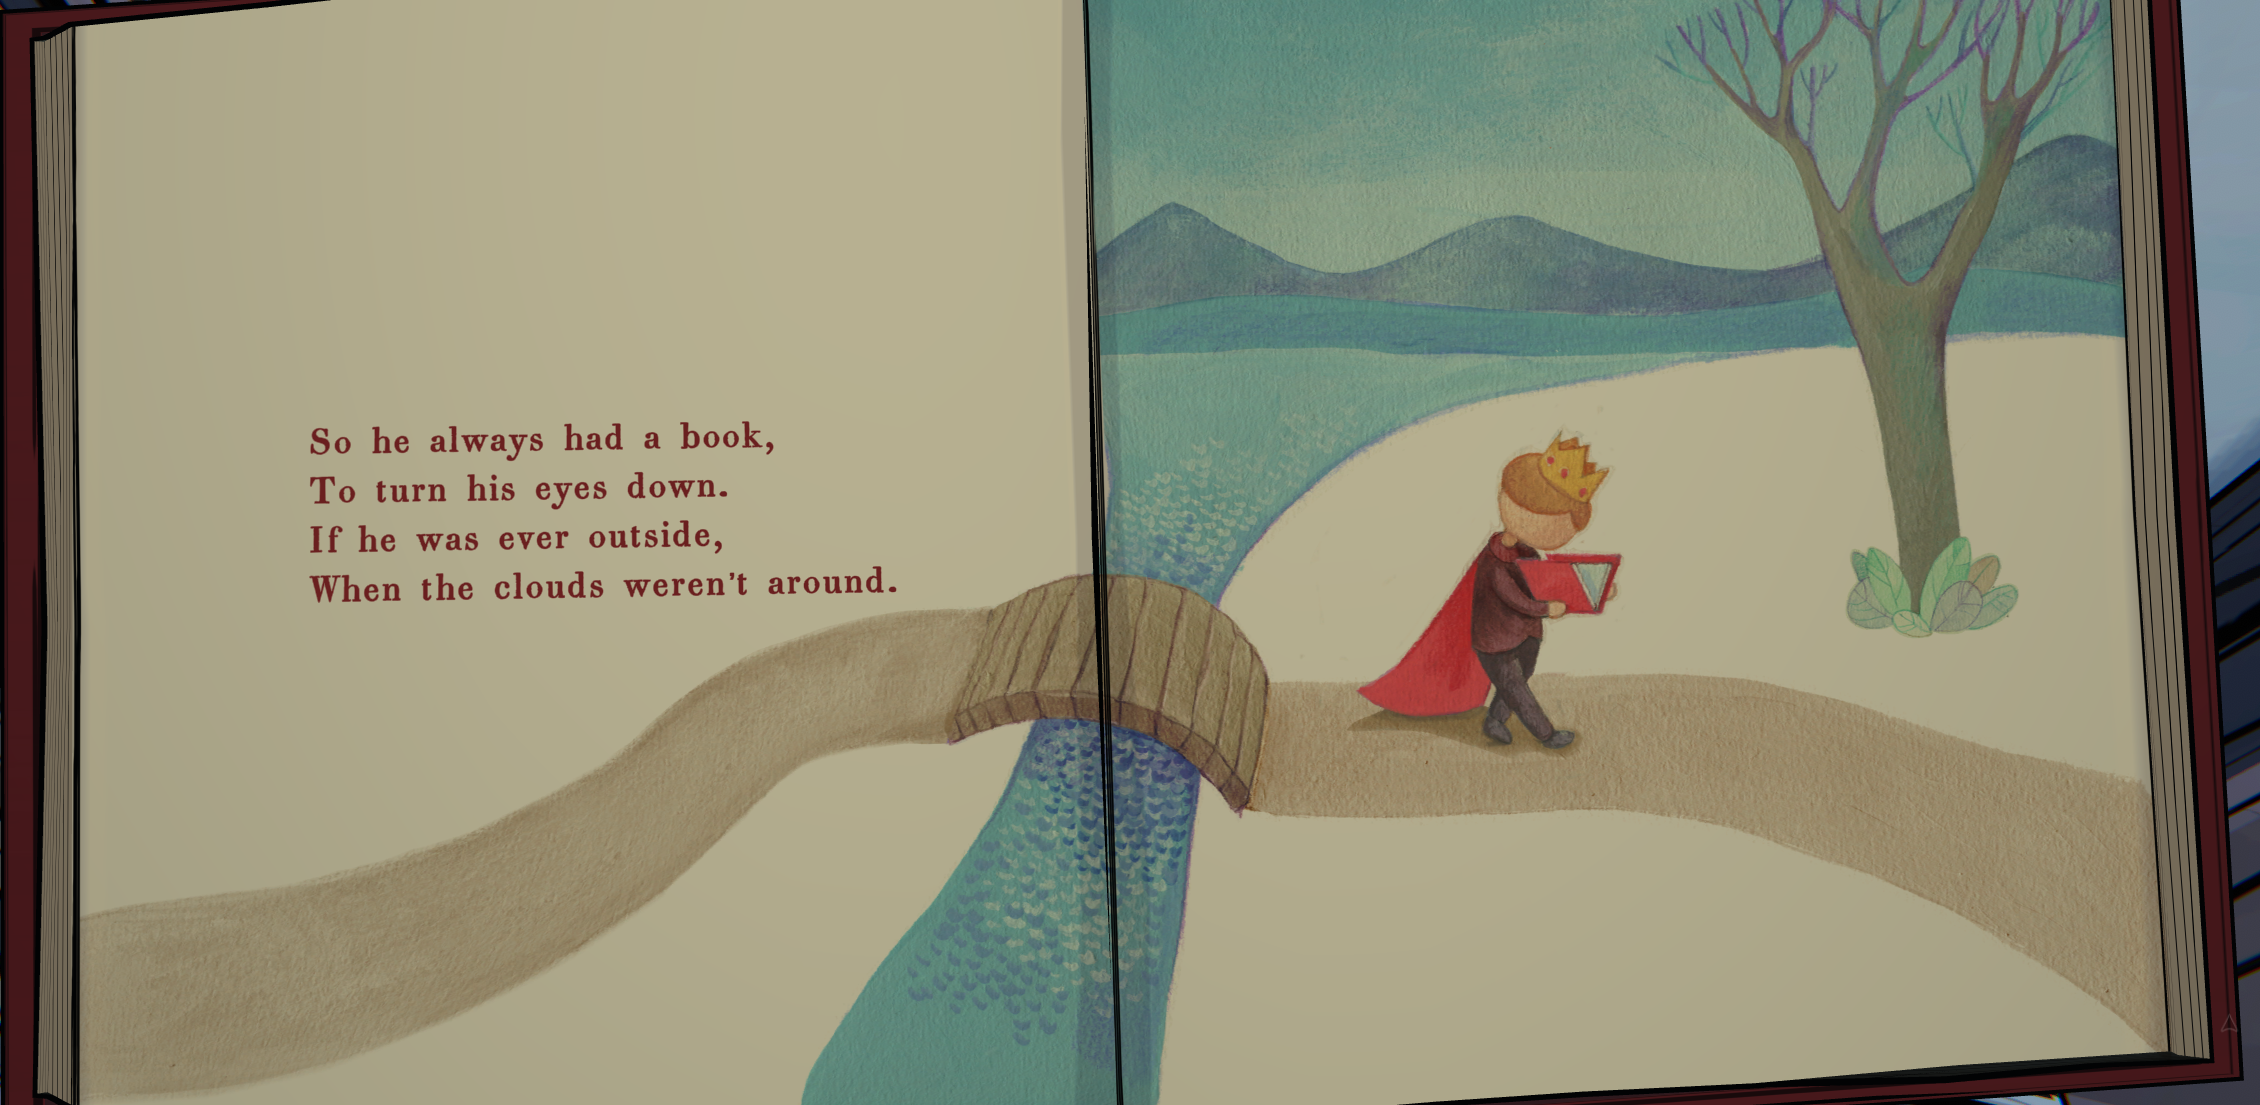 So he always had a book,
To turn his eyes down.
If he was ever outside,
When the clouds weren't around.